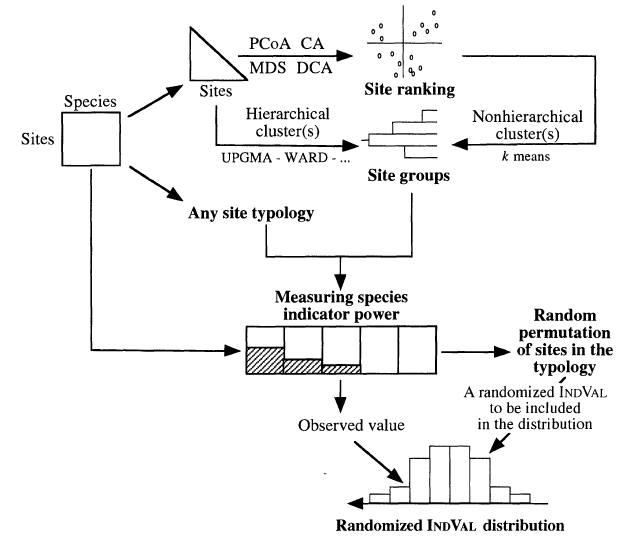 PCoA CA
MDS DCA
Site ranking
Species
Sites
Sites
Hierarchical
cluster(s)
UPGMA - WARD - ...
Nonhierarchical
cluster(s)
k means
Site groups
Any site typology
Measuring species
indicator power
Random
permutation
of sites in the
typology
A randomized INDVAL
to be included
in the distribution
Observed value
Randomized INDVAL distribution